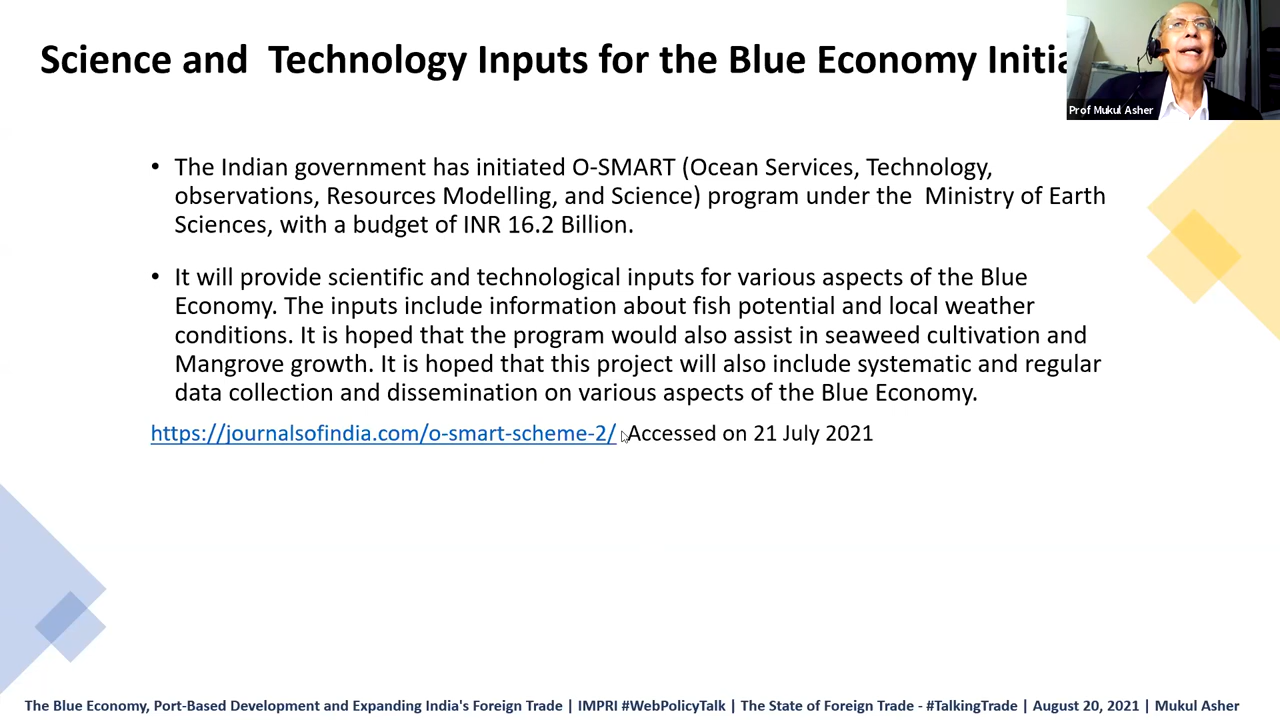 Science and Technology Inputs for the Blue Economy
Prof Mukul Asher
• The Indian government has initiated O-SMART (Ocean Services, Technology,
observations, Resources Modelling, and Science) program under the Ministry of Earth
Sciences, with a budget of INR 16.2 Billion.
• It will provide scientific and technological inputs for various aspects of the Blue
Economy. The inputs include information about fish potential and local weather
conditions. It is hoped that the program would also assist in seaweed cultivation and
Mangrove growth. It is hoped that this project will also include systematic and regular
data collection and dissemination on various aspects of the Blue Economy.
https://journalsofindia.com/o-smart-scheme-2/ Accessed on 21 July 2021
The Blue Economy, Port-Based Development and Expanding India's Foreign Trade | IMPRI #WebPolicyTalk | The State of Foreign Trade - #TalkingTrade | August 20, 2021 | Mukul Asher